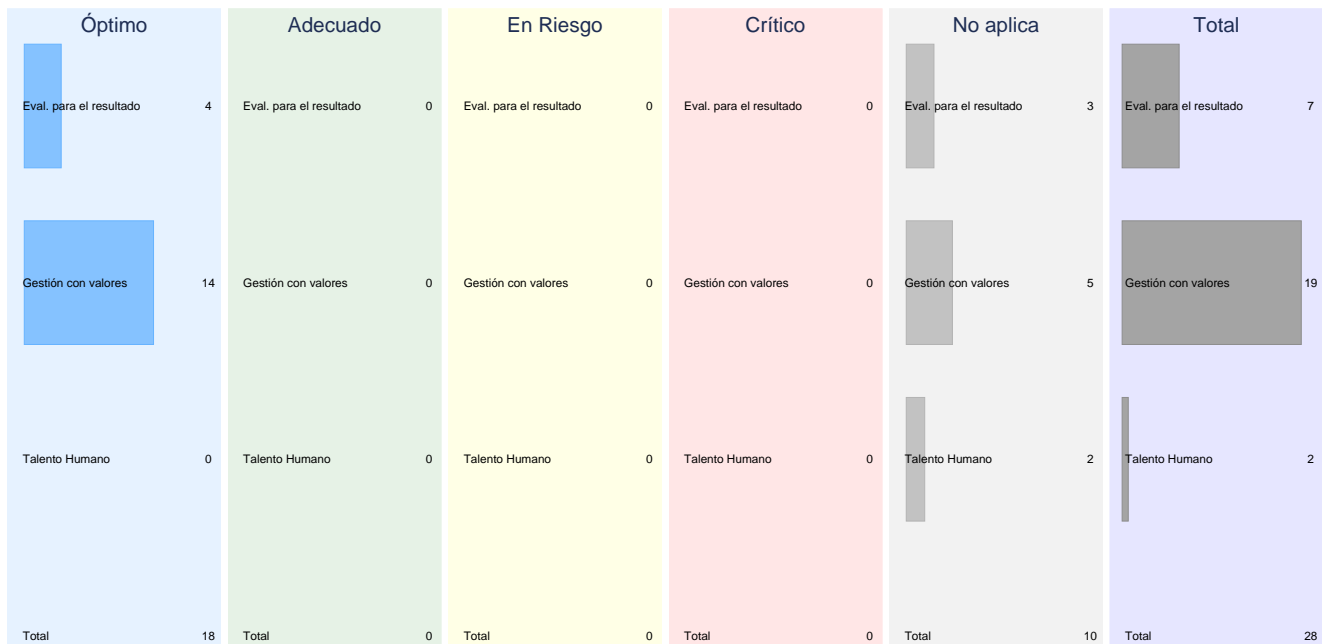 Óptimo Adecuado En Riesgo Crítico No aplica Total
Eval. para el resultado 4 Eval. para el resultado 0 Eval. para el resultado 0 Eval. para el resultado 0 Eval. para el resultado 3 Eval. para el resultado 7
Gestión con valores 14 Gestión con valores 0 Gestión con valores 0 Gestión con valores 0 Gestión con valores 5 Gestión con valores 19
Talento Humano 0 Talento Humano 0 Talento Humano 0 Talento Humano 0 Talento Humano 2 Talento Humano 2
Total 18 Total 0 Total 0 Total 0 Total 10 Total 28